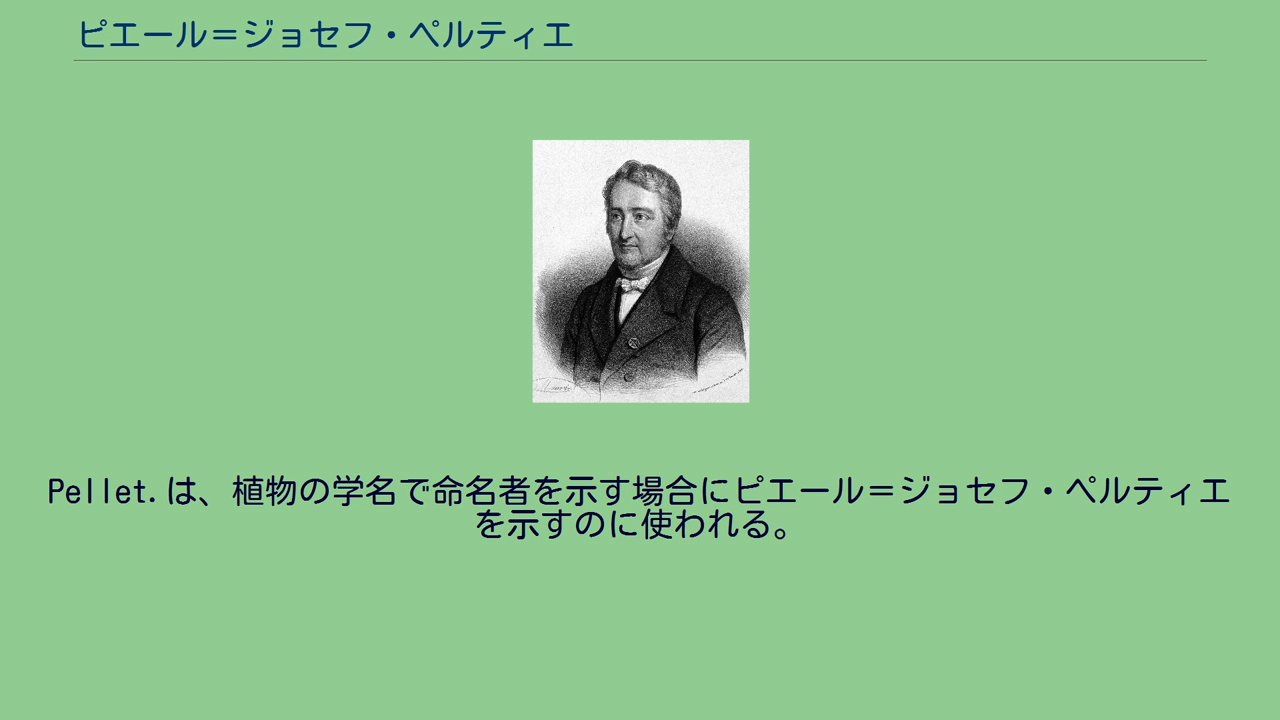 ピエール＝ジョセフ・ペルティエ
Pellet.は、植物の学名で命名者を示す場合にピエール＝ジョセフ・ペルティエ
を示すのに使われる。